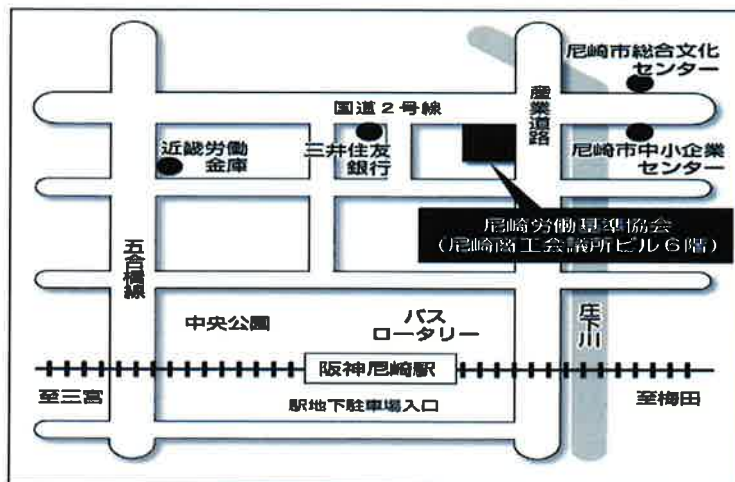 尼崎市総合文化
センター
国道2号線
産業道路
近畿労働
金庫
三井住友
銀行
尼崎市中小企業
センター
尼崎労働基準協会
（尼崎商工会議所ビル6階）
五合橋線
中央公園
バス
ロータリー
庄下川
阪神尼崎駅
至三宮
駅地下駐車場入口
至梅田